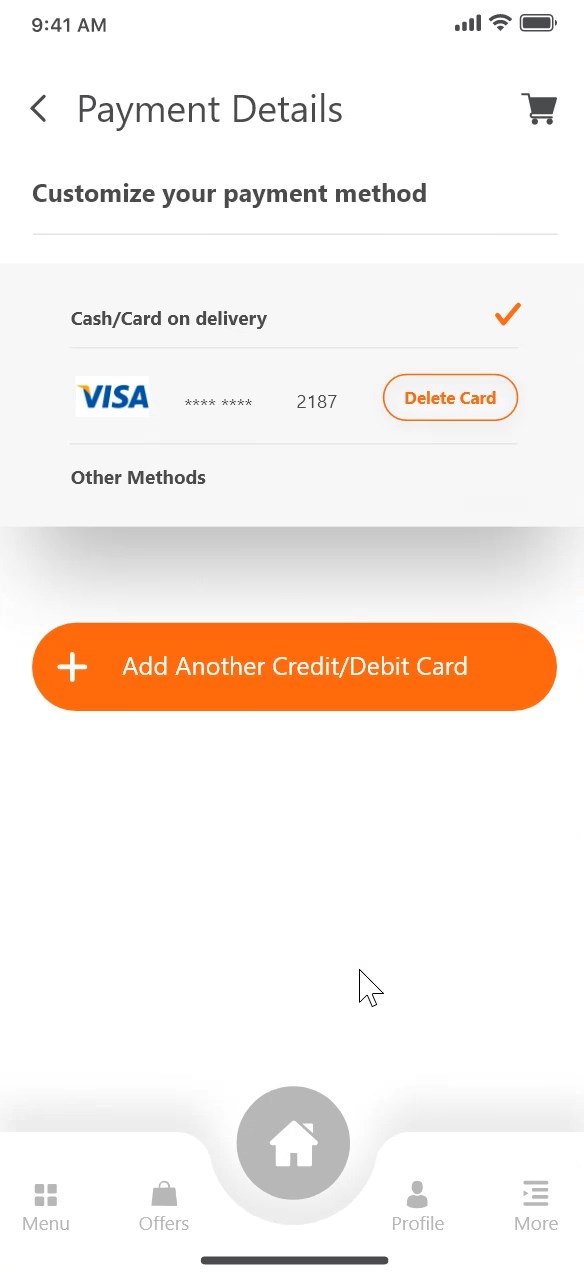 9:41 AM
Payment Details
Customize your payment method
Cash/Card on delivery
VISA **** **** 2187 Delete Card
Other Methods
Add Another Credit/Debit Card
Menu Offers Profile More